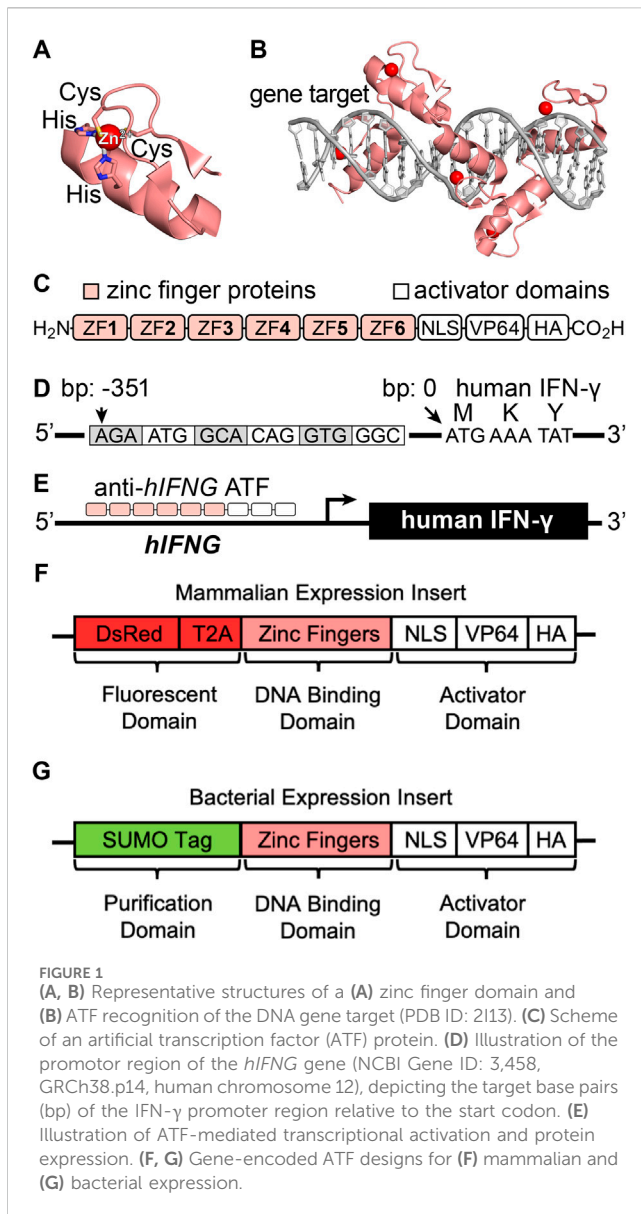 A
Cys
His
Zn²⁺
Cys
His
B
gene target
C
zinc finger proteins
activator domains
H₂N ZF1 ZF2 ZF3 ZF4 ZF5 ZF6 NLS VP64 HA CO₂H
D
bp: -351
bp: 0 human IFN-γ
M K Y
5’ AGA ATG GCA CAG GTG GGC ATG AAA TAT 3’
E
anti-hIFNG ATF
5’ human IFN-γ 3’
hIFNG
F
Mammalian Expression Insert
DsRed T2A Zinc Fingers NLS VP64 HA
Fluorescent DNA Binding Activator
Domain Domain Domain
G
Bacterial Expression Insert
SUMO Tag Zinc Fingers NLS VP64 HA
Purification DNA Binding Activator
Domain Domain Domain
FIGURE 1
(A, B) Representative structures of a (A) zinc finger domain and
(B) ATF recognition of the DNA gene target (PDB ID: 2I13). (C) Scheme
of an artificial transcription factor (ATF) protein. (D) Illustration of the
promotor region of the hIFNG gene (NCBI Gene ID: 3,458,
GRCh38.p14, human chromosome 12), depicting the target base pairs
(bp) of the IFN-γ promoter region relative to the start codon. (E)
Illustration of ATF-mediated transcriptional activation and protein
expression. (F, G) Gene-encoded ATF designs for (F) mammalian and
(G) bacterial expression.